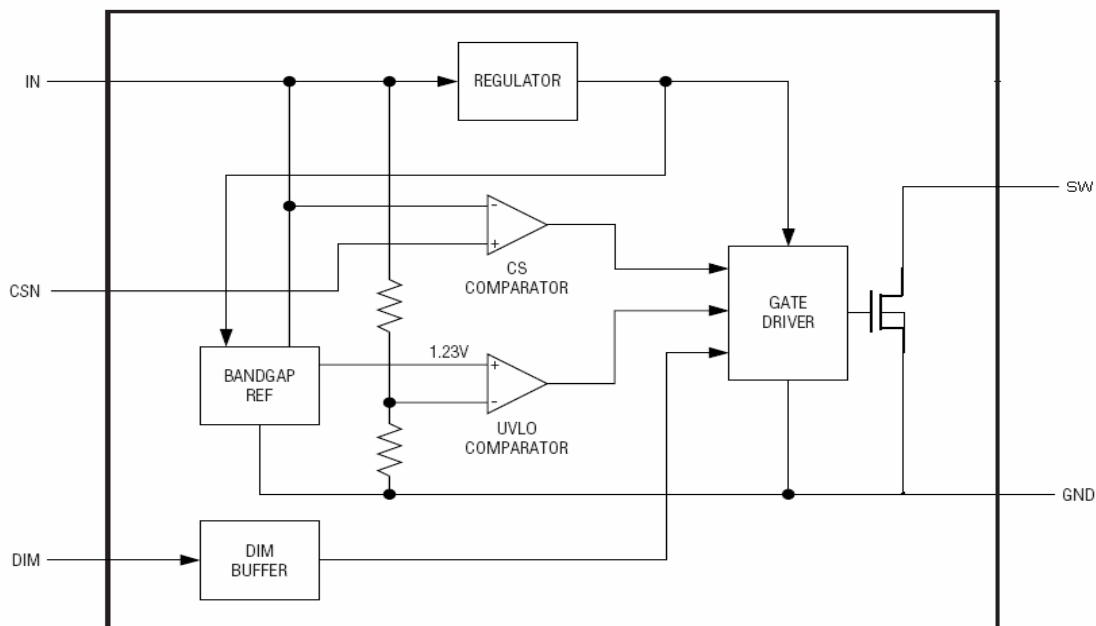 IN
REGULATOR
SW
-
+
CS
COMPARATOR
CSN
GATE
DRIVER
1.23V
BANDGAP
REF
+
-
UVLO
COMPARATOR
GND
DIM
DIM
BUFFER